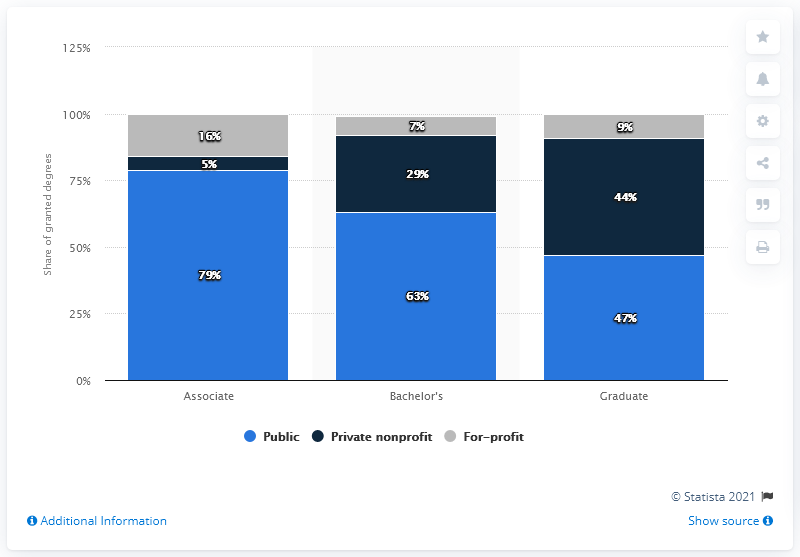 125%
100%
75%
50%
25%
0%
Share of granted degrees
16%
5%
79%
7%
29%
63%
9%
44%
47%
Associate
Bachelor's
Graduate
Public
Private nonprofit
For-profit
© Statista 2021
Additional Information
Show source